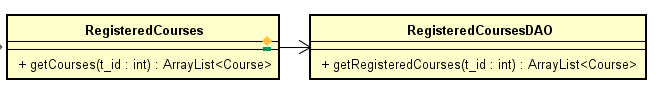 RegisteredCourses
+ getCourses(t_id : int) : ArrayList<Course>
RegisteredCoursesDAO
+ getRegisteredCourses(t_id : int) : ArrayList<Course>